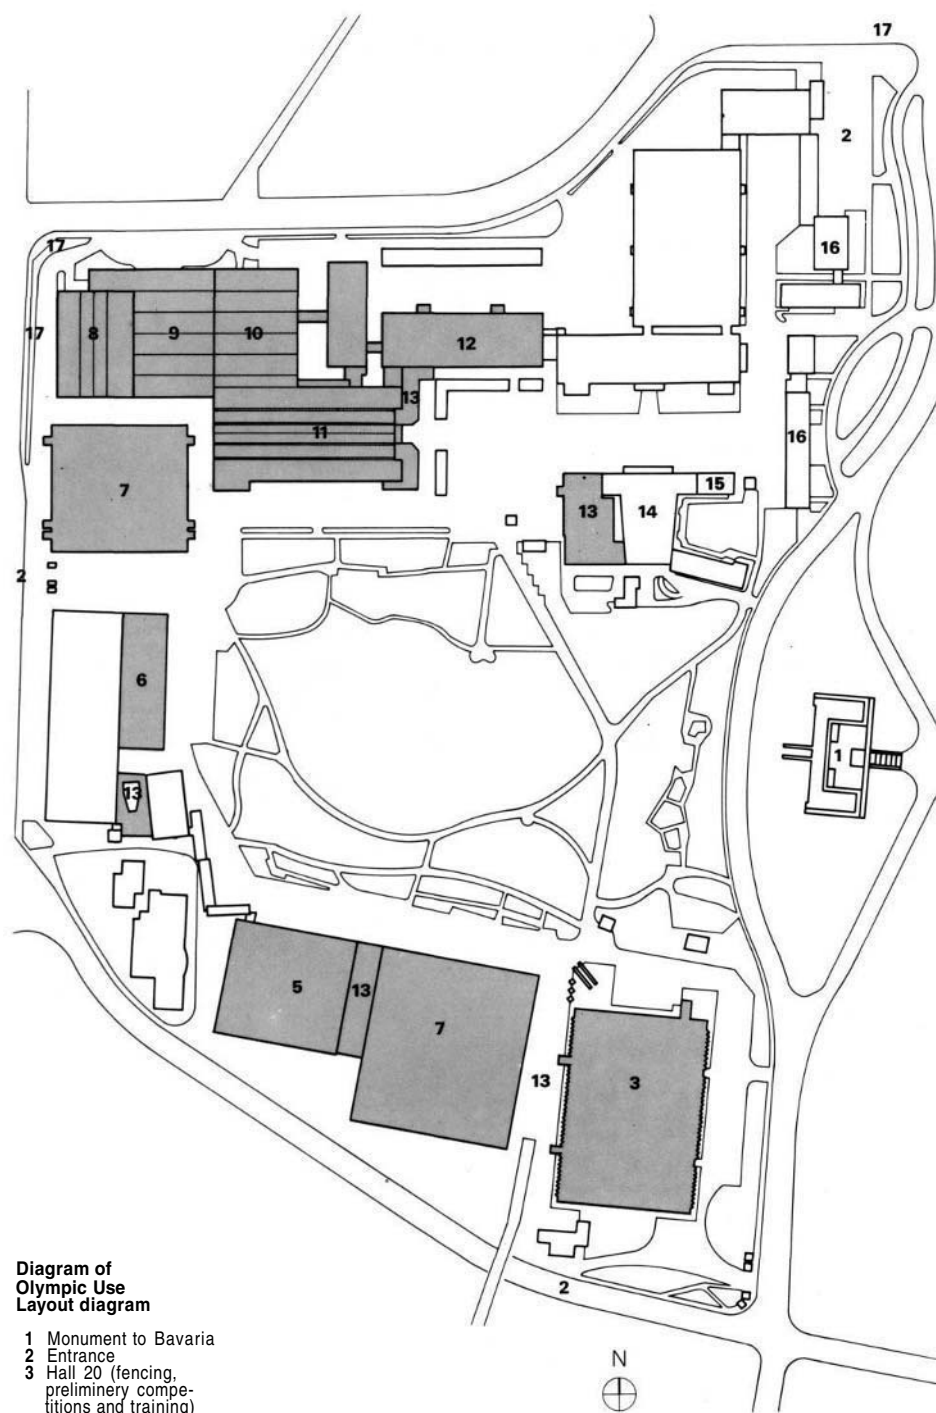 17
2
17
16
17
8
9
10
12
13
11
16
7
13
14
15
2
6
1
13
5
13
7
13
3
2
Diagram of
Olympic Use
Layout diagram
1 Monument to Bavaria
2 Entrance
3 Hall 20 (fencing,
preliminery compe-
titions and training)
N